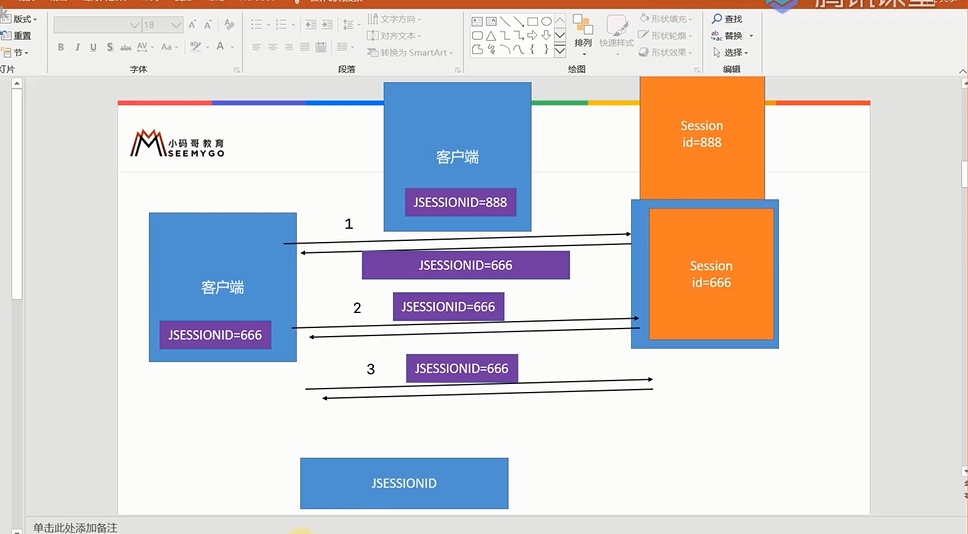 版式
重置
节
灯片
18
B I U S abc AV Aa A
字体
段落
文字方向
对齐文本
转换为 SmartArt
排列
快速样式
绘图
形状填充
形状轮廓
形状效果
查找
替换
选择
编辑
小码哥教育
SEEMYGO
客户端
JSESSIONID=888
Session
id=888
1
JSESSIONID=666
客户端
JSESSIONID=666
Session
id=666
2
JSESSIONID=666
3
JSESSIONID=666
JSESSIONID
单击此处添加备注